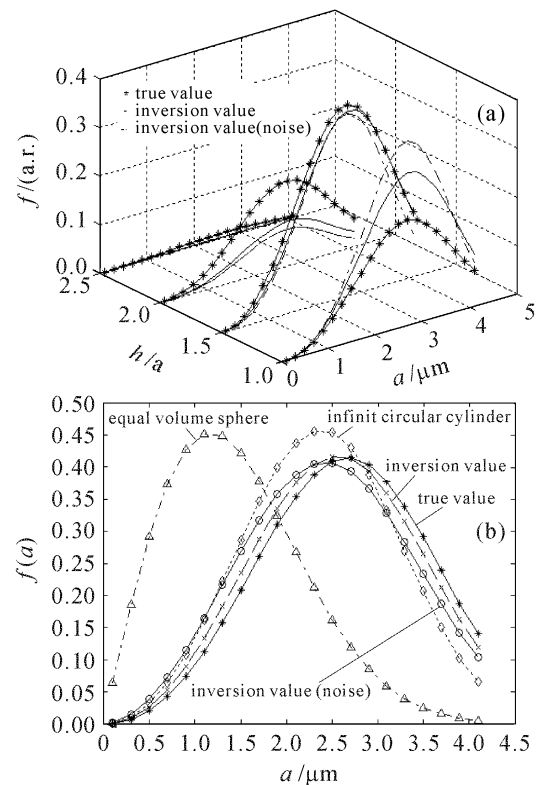 0.4
0.3
0.2
0.1
0.0
f/(a.r.)
* true value
- inversion value
- inversion value(noise)
(a)
2.5
2.0
1.5
1.0
h/a
0
1
2
3
4
5
a/μm
0.50
0.45
0.40
0.35
0.30
0.25
0.20
0.15
0.10
0.05
0.00
f(a)
equal volume sphere
infinit circular cylinder
inversion value
true value
(b)
inversion value (noise)
0 0.5 1.0 1.5 2.0 2.5 3.0 3.5 4.0 4.5
a/μm